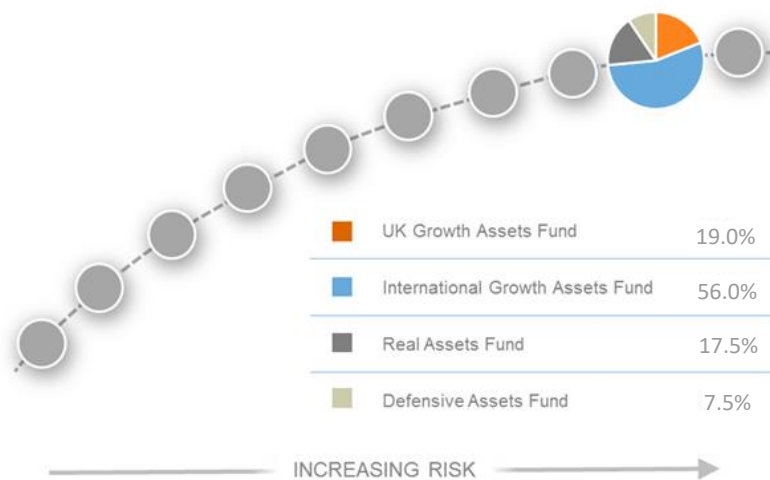 UK Growth Assets Fund 19.0%
International Growth Assets Fund 56.0%
Real Assets Fund 17.5%
Defensive Assets Fund 7.5%
INCREASING RISK